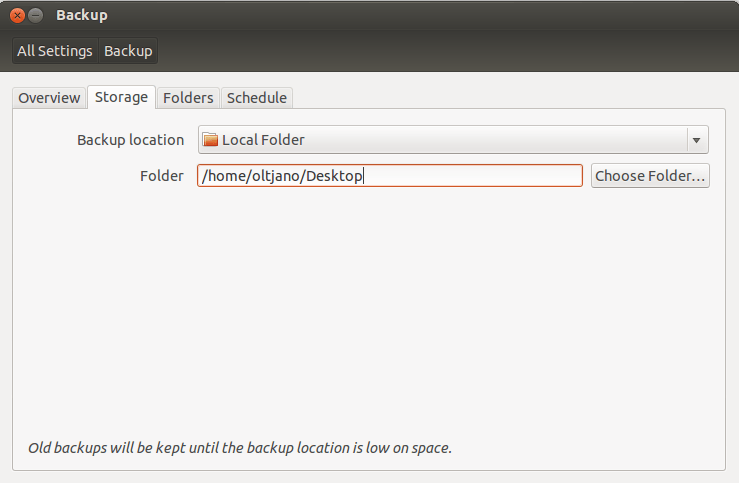 Backup
All Settings Backup
Overview Storage Folders Schedule
Backup location Local Folder
Folder /home/oltjano/Desktop Choose Folder...
Old backups will be kept until the backup location is low on space.